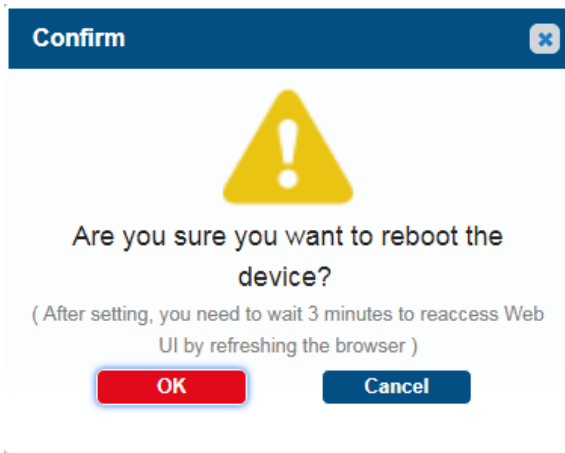 Confirm
Are you sure you want to reboot the
device?
( After setting, you need to wait 3 minutes to reaccess Web
UI by refreshing the browser )
OK Cancel